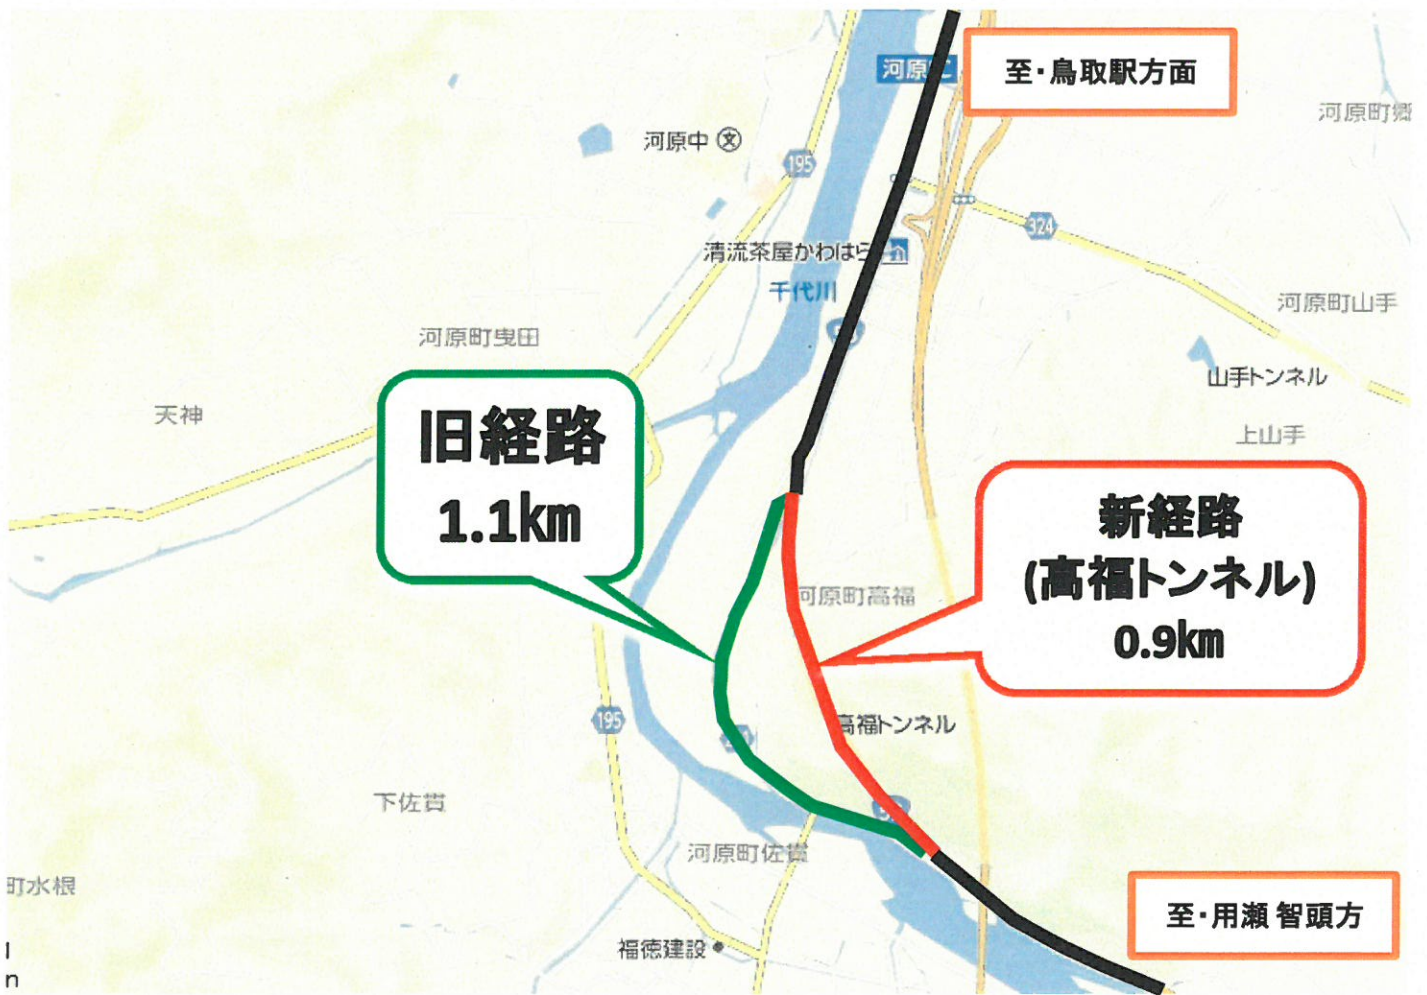 至・鳥取駅方面
河原
河原町郷
河原中
文
195
324
清流茶屋かわはら
千代川
河原町山手
河原町曳田
山手トンネル
天神
上山手
旧経路
1.1km
新経路
(高福トンネル)
0.9km
河原町高福
195
高福トンネル
下佐貫
河原町佐貫
町水根
至・用瀬 智頭方
福徳建設
l
n